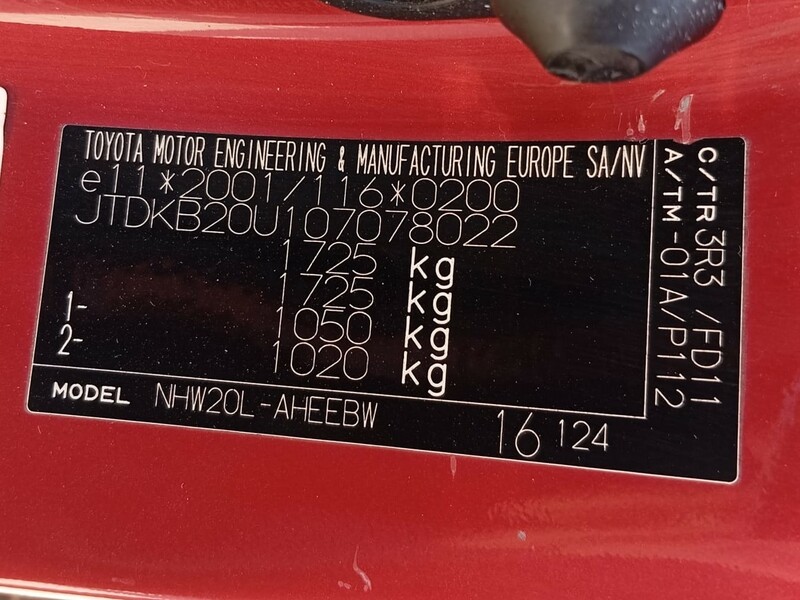 TOYOTA MOTOR ENGINEERING & MANUFACTURING EUROPE SA/NV
e11*2001/116*0200
JTDKB20U107078022
1725 kg
1725 kg
1- 1050 kg
2- 1020 kg
MODEL NHW20L-AHEEBW
16 124
C/TR 3R3 /FD11
A/TM -01A/P112